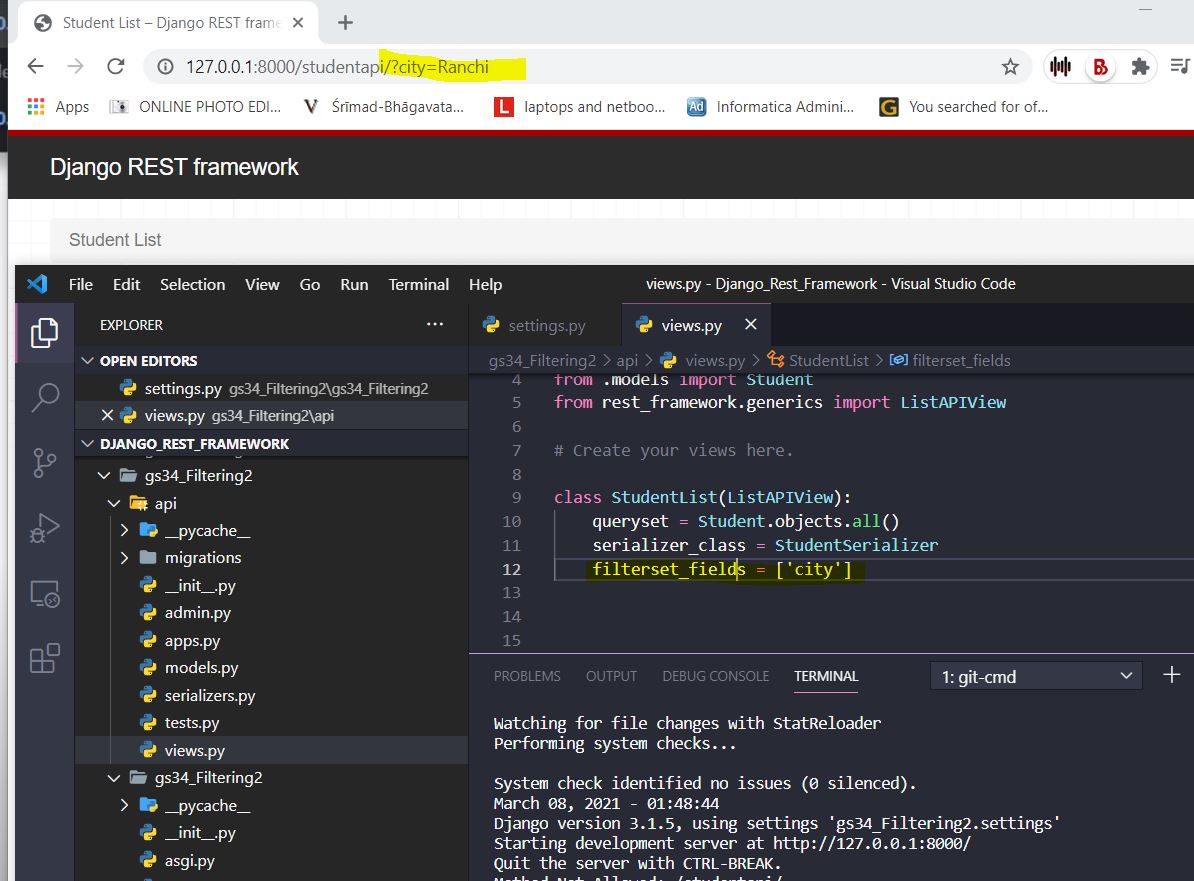 Student List – Django REST frame
127.0.0.1:8000/studentapi/?city=Ranchi
Apps ONLINE PHOTO EDI... Śrīmad-Bhāgavata... laptops and netboo... Informatica Admini... You searched for of...
Django REST framework
Student List
File Edit Selection View Go Run Terminal Help views.py - Django_Rest_Framework - Visual Studio Code
EXPLORER ... settings.py views.py
gs34_Filtering2 > api > views.py > StudentList > filterset_fields
OPEN EDITORS
settings.py gs34_Filtering2\gs34_Filtering2
views.py gs34_Filtering2\api
DJANGO_REST_FRAMEWORK
gs34_Filtering2
api
__pycache__
migrations
__init__.py
admin.py
apps.py
models.py
serializers.py
tests.py
views.py
gs34_Filtering2
__pycache__
__init__.py
asgi.py
4 from .models import Student
5 from rest_framework.generics import ListAPIView
6
7 # Create your views here.
8
9 class StudentList(ListAPIView):
10 queryset = Student.objects.all()
11 serializer_class = StudentSerializer
12 filterset_fields = ['city']
13
14
15
PROBLEMS OUTPUT DEBUG CONSOLE TERMINAL 1: git-cmd
Watching for file changes with StatReloader
Performing system checks...
System check identified no issues (0 silenced).
March 08, 2021 - 01:48:44
Django version 3.1.5, using settings 'gs34_Filtering2.settings'
Starting development server at http://127.0.0.1:8000/
Quit the server with CTRL-BREAK.
Method Not Allowed: /studentapi/